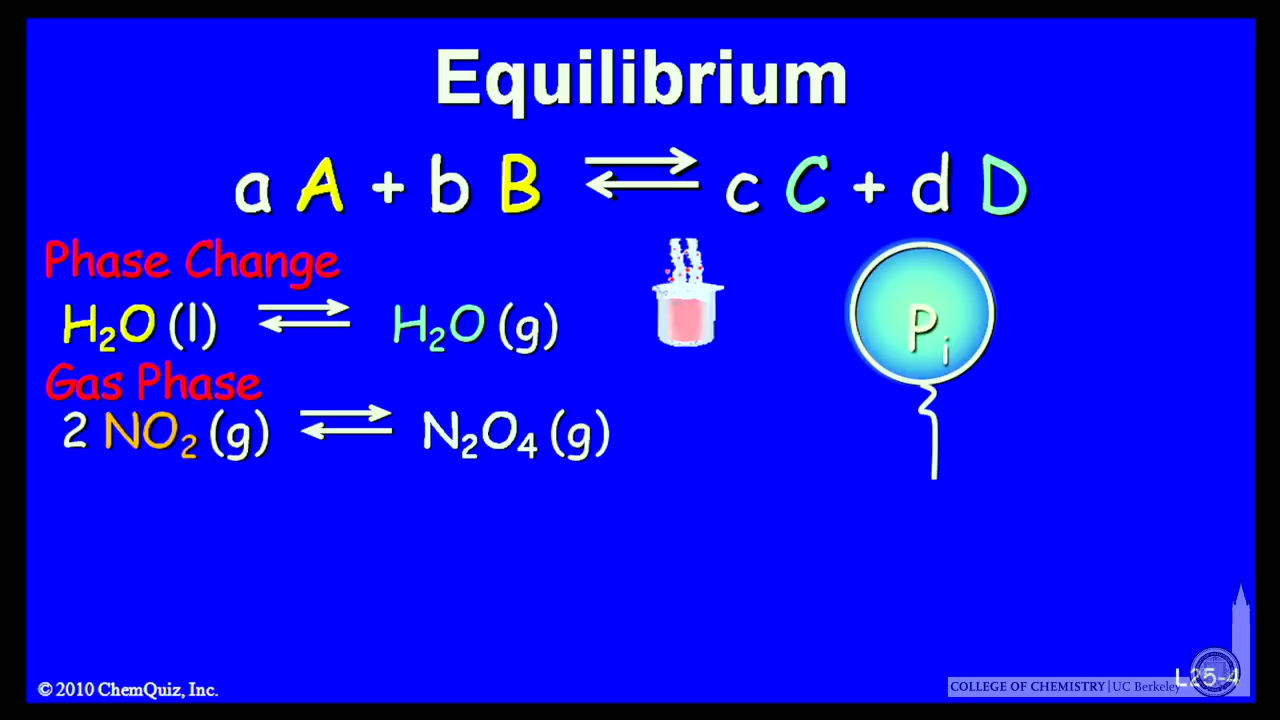 Equilibrium
a A + b B ⇌ c C + d D
Phase Change
H₂O (l) ⇌ H₂O (g)
Pᵢ
Gas Phase
2 NO₂ (g) ⇌ N₂O₄ (g)
© 2010 ChemQuiz, Inc.
COLLEGE OF CHEMISTRY | UC Berkeley
L25-4